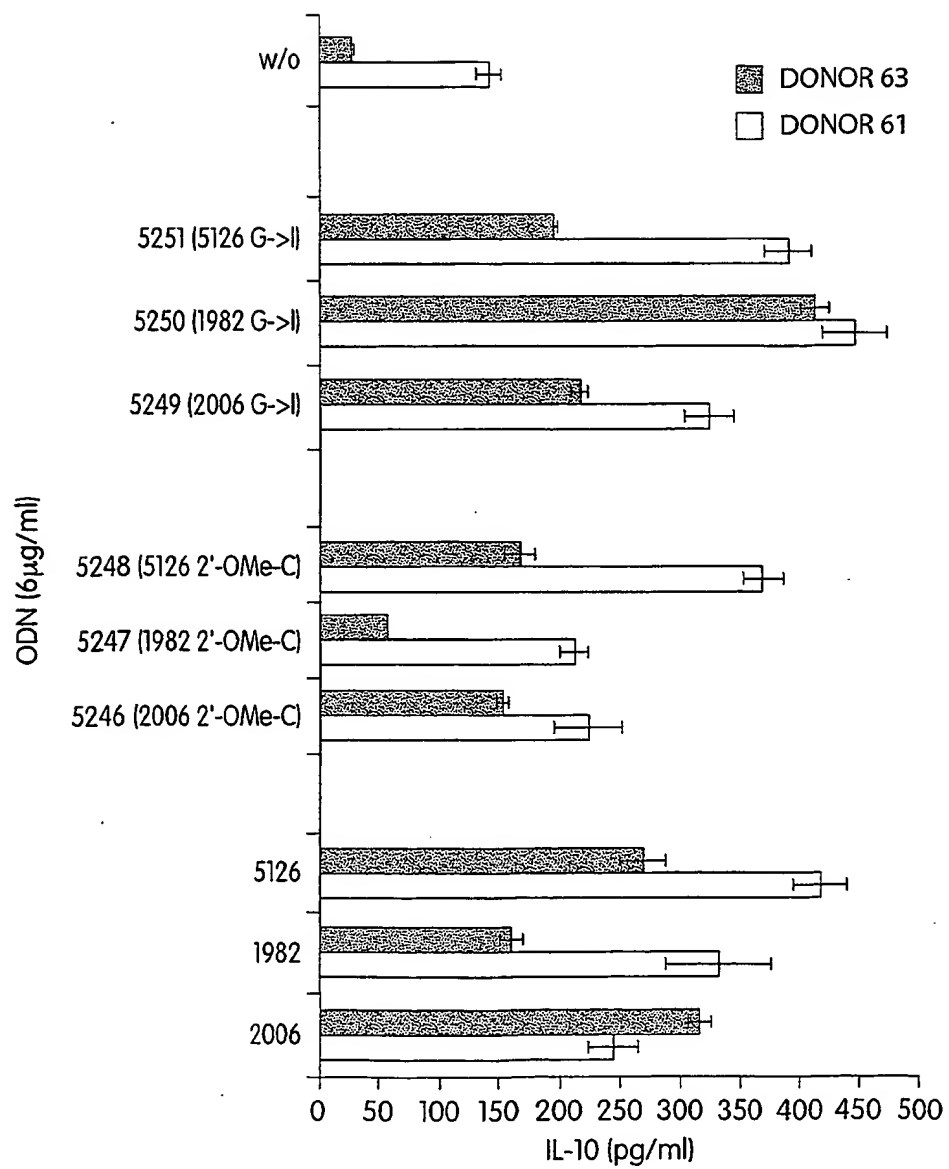 w/o
DONOR 63
DONOR 61
5251 (5126 G->I)
5250 (1982 G->I)
5249 (2006 G->I)
5248 (5126 2'-OMe-C)
5247 (1982 2'-OMe-C)
5246 (2006 2'-OMe-C)
5126
1982
2006
ODN (6µg/ml)
0 50 100 150 200 250 300 350 400 450 500
IL-10 (pg/ml)